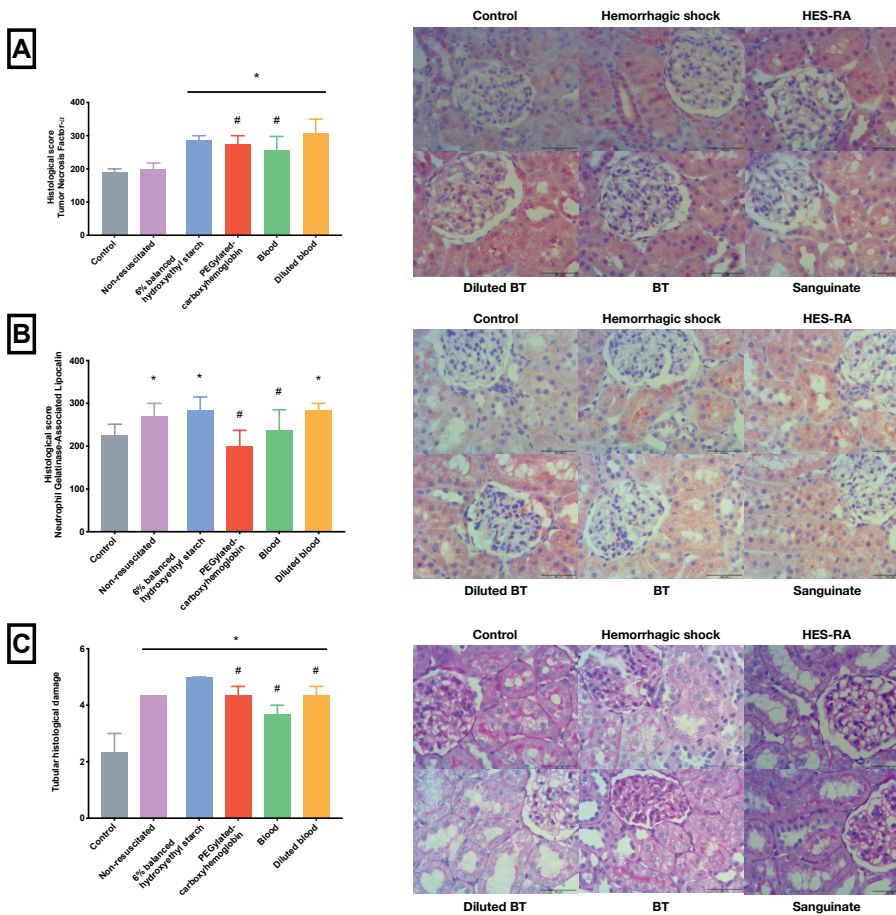 A
Histological score
Tumor Necrosis Factor-α
400
300
200
100
0
*
#
#
Control
Non-resuscitated
6% balanced
hydroxyethyl starch
PEGylated-
carboxyhemoglobin
Blood
Diluted blood
Control
Hemorrhagic shock
HES-RA
Diluted BT
BT
Sanguinate
B
Histological score
Neutrophil Gelatinase-Associated Lipocalin
400
300
200
100
0
*
*
#
#
*
Control
Non-resuscitated
6% balanced
hydroxyethyl starch
PEGylated-
carboxyhemoglobin
Blood
Diluted blood
Control
Hemorrhagic shock
HES-RA
Diluted BT
BT
Sanguinate
C
Tubular histological damage
6
4
2
0
*
#
#
#
Control
Non-resuscitated
6% balanced
hydroxyethyl starch
PEGylated-
carboxyhemoglobin
Blood
Diluted blood
Control
Hemorrhagic shock
HES-RA
Diluted BT
BT
Sanguinate